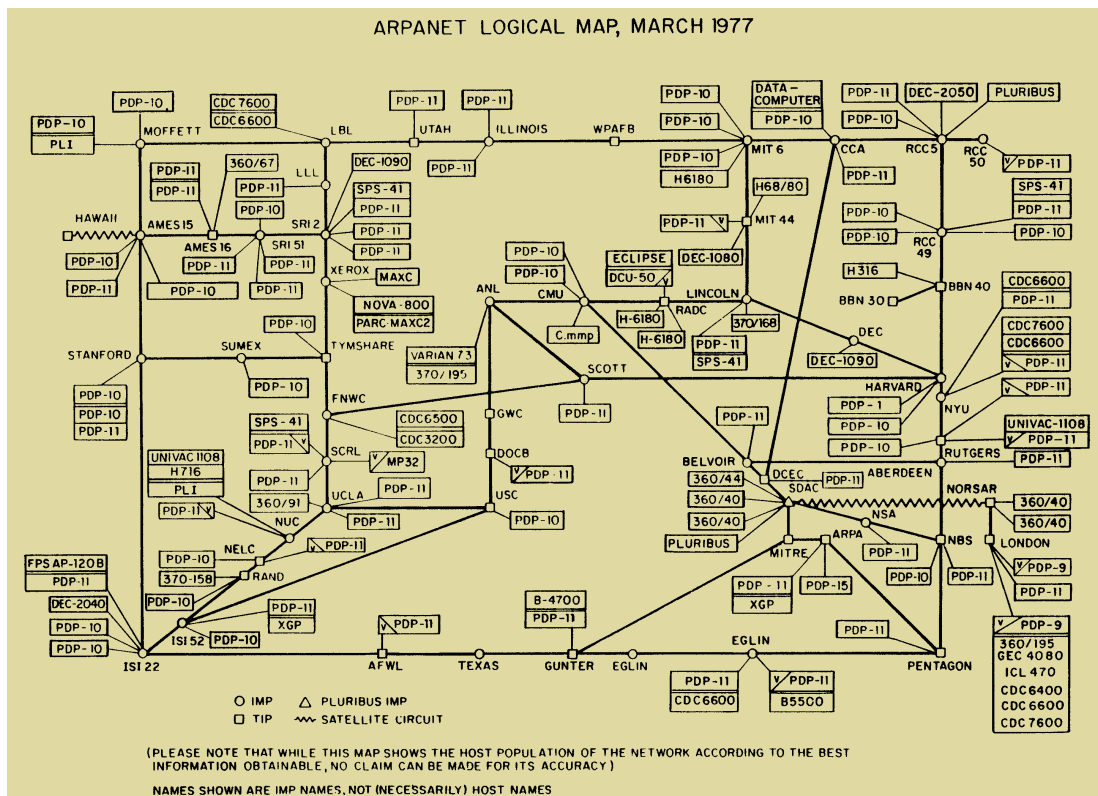 ARPANET LOGICAL MAP, MARCH 1977
PDP-10
PDP-10
PLI
MOFFETT
CDC 7600
CDC 6600
LBL
PDP-11
UTAH
PDP-11
ILLINOIS
PDP-11
WPAFB
PDP-10
PDP-10
PDP-10
H6180
MIT 6
DATA-
COMPUTER
PDP-10
CCA
PDP-11
PDP-11
PDP-10
DEC-2050
PLURIBUS
RCC 5
RCC
50
V PDP-11
LLL
PDP-11
360/67
PDP-11
PDP-11
DEC-1090
SPS-41
PDP-11
PDP-11
PDP-11
HAWAII
AMES 15
AMES 16
PDP-10
PDP-11
SRI 51
PDP-11
SRI 2
PDP-10
PDP-11
PDP-10
H68/80
PDP-11 V
MIT 44
DEC-1080
SPS-41
PDP-11
PDP-10
PDP-10
PDP-10
RCC
49
XEROX
MAXC
NOVA-800
PARC-MAXC2
ANL
PDP-10
PDP-10
CMU
C.mmp
ECLIPSE
DCU-50 V
H-6180
RADC
H-6180
LINCOLN
370/168
PDP-11
SPS-41
H316
BBN 30
BBN 40
CDC6600
PDP-11
CDC7600
CDC6600
V PDP-11
V PDP-11
PDP-10
TYMSHARE
STANFORD
SUMEX
PDP-10
PDP-10
PDP-10
PDP-11
VARIAN 73
370/195
DEC
DEC-1090
SCOTT
PDP-11
HARVARD
PDP-1
PDP-10
PDP-10
NYU
FNWC
CDC6500
CDC3200
GWC
DOCB
V PDP-11
SPS-41
PDP-11 V
SCRL
V MP32
PDP-11
360/91
UCLA
PDP-11
PDP-11
USC
PDP-10
UNIVAC 1108
H716
PLI
PDP-11 V
NUC
PDP-11
BELVOIR
DCEC
PDP-11
ABERDEEN
UNIVAC-1108
V PDP-11
RUTGERS
PDP-11
360/44
360/40
360/40
PLURIBUS
SDAC
NORSAR
360/40
360/40
NSA
PDP-11
MITRE
ARPA
PDP-11
XGP
PDP-15
NBS
PDP-10
PDP-11
LONDON
V PDP-9
PDP-11
V PDP-9
360/195
GEC 4080
ICL 470
CDC6400
CDC6600
CDC7600
NELC
PDP-10
V PDP-11
370-158
RAND
PDP-10
FPS AP-120B
PDP-11
DEC-2040
PDP-10
PDP-10
ISI 22
ISI 52
PDP-11
XGP
PDP-10
V PDP-11
AFWL
TEXAS
B-4700
PDP-11
GUNTER
EGLIN
EGLIN
PDP-11
CDC6600
V PDP-11
B5500
PDP-11
PENTAGON
IMP
PLURIBUS IMP
TIP
SATELLITE CIRCUIT
(PLEASE NOTE THAT WHILE THIS MAP SHOWS THE HOST POPULATION OF THE NETWORK ACCORDING TO THE BEST
INFORMATION OBTAINABLE, NO CLAIM CAN BE MADE FOR ITS ACCURACY)
NAMES SHOWN ARE IMP NAMES, NOT (NECESSARILY) HOST NAMES